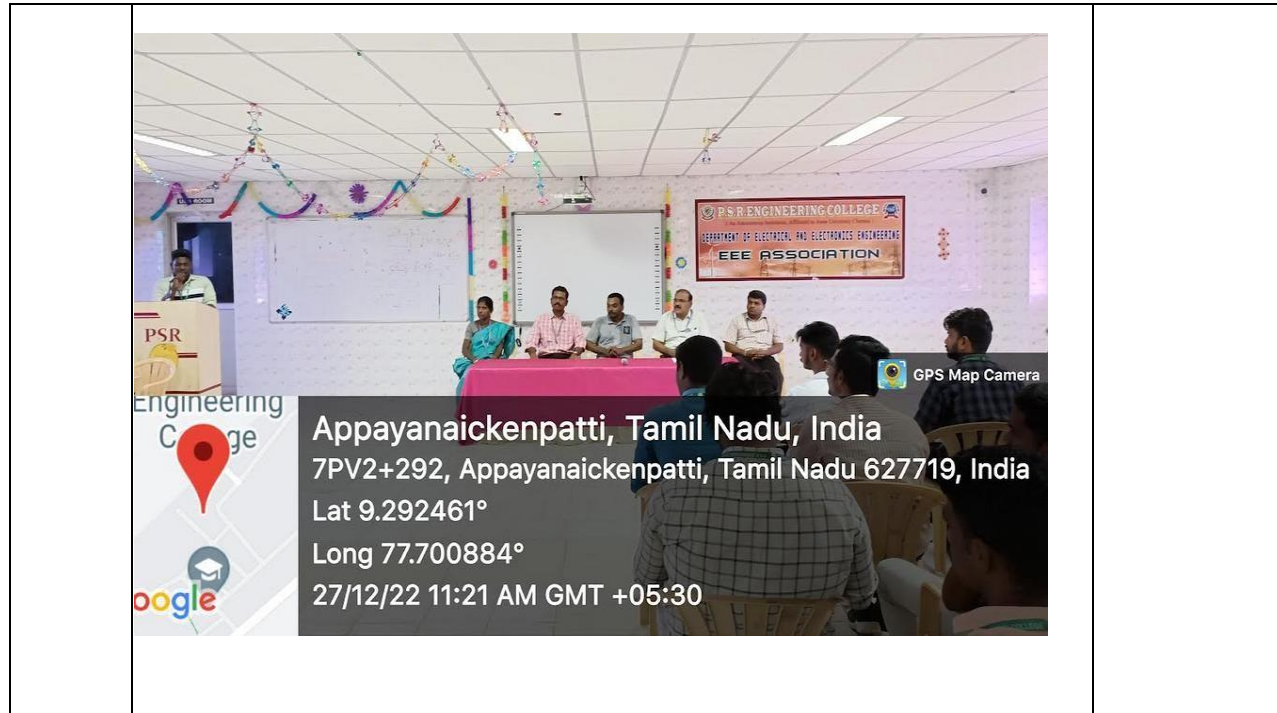 P.S.R.ENGINEERING COLLEGE
DEPARTMENT OF ELECTRICAL AND ELECTRONICS ENGINEERING
EEE ASSOCIATION
PSR
GPS Map Camera
Engineering
Appayanaickenpatti, Tamil Nadu, India
7PV2+292, Appayanaickenpatti, Tamil Nadu 627719, India
Lat 9.292461°
Long 77.700884°
27/12/22 11:21 AM GMT +05:30
oogle